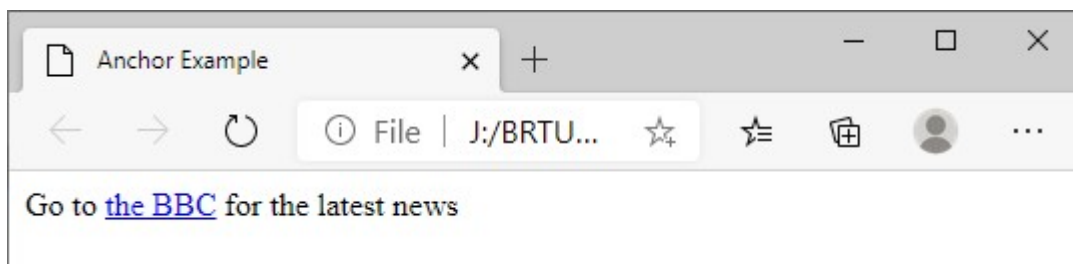 Anchor Example
File | J:/BRTU...
Go to the BBC for the latest news